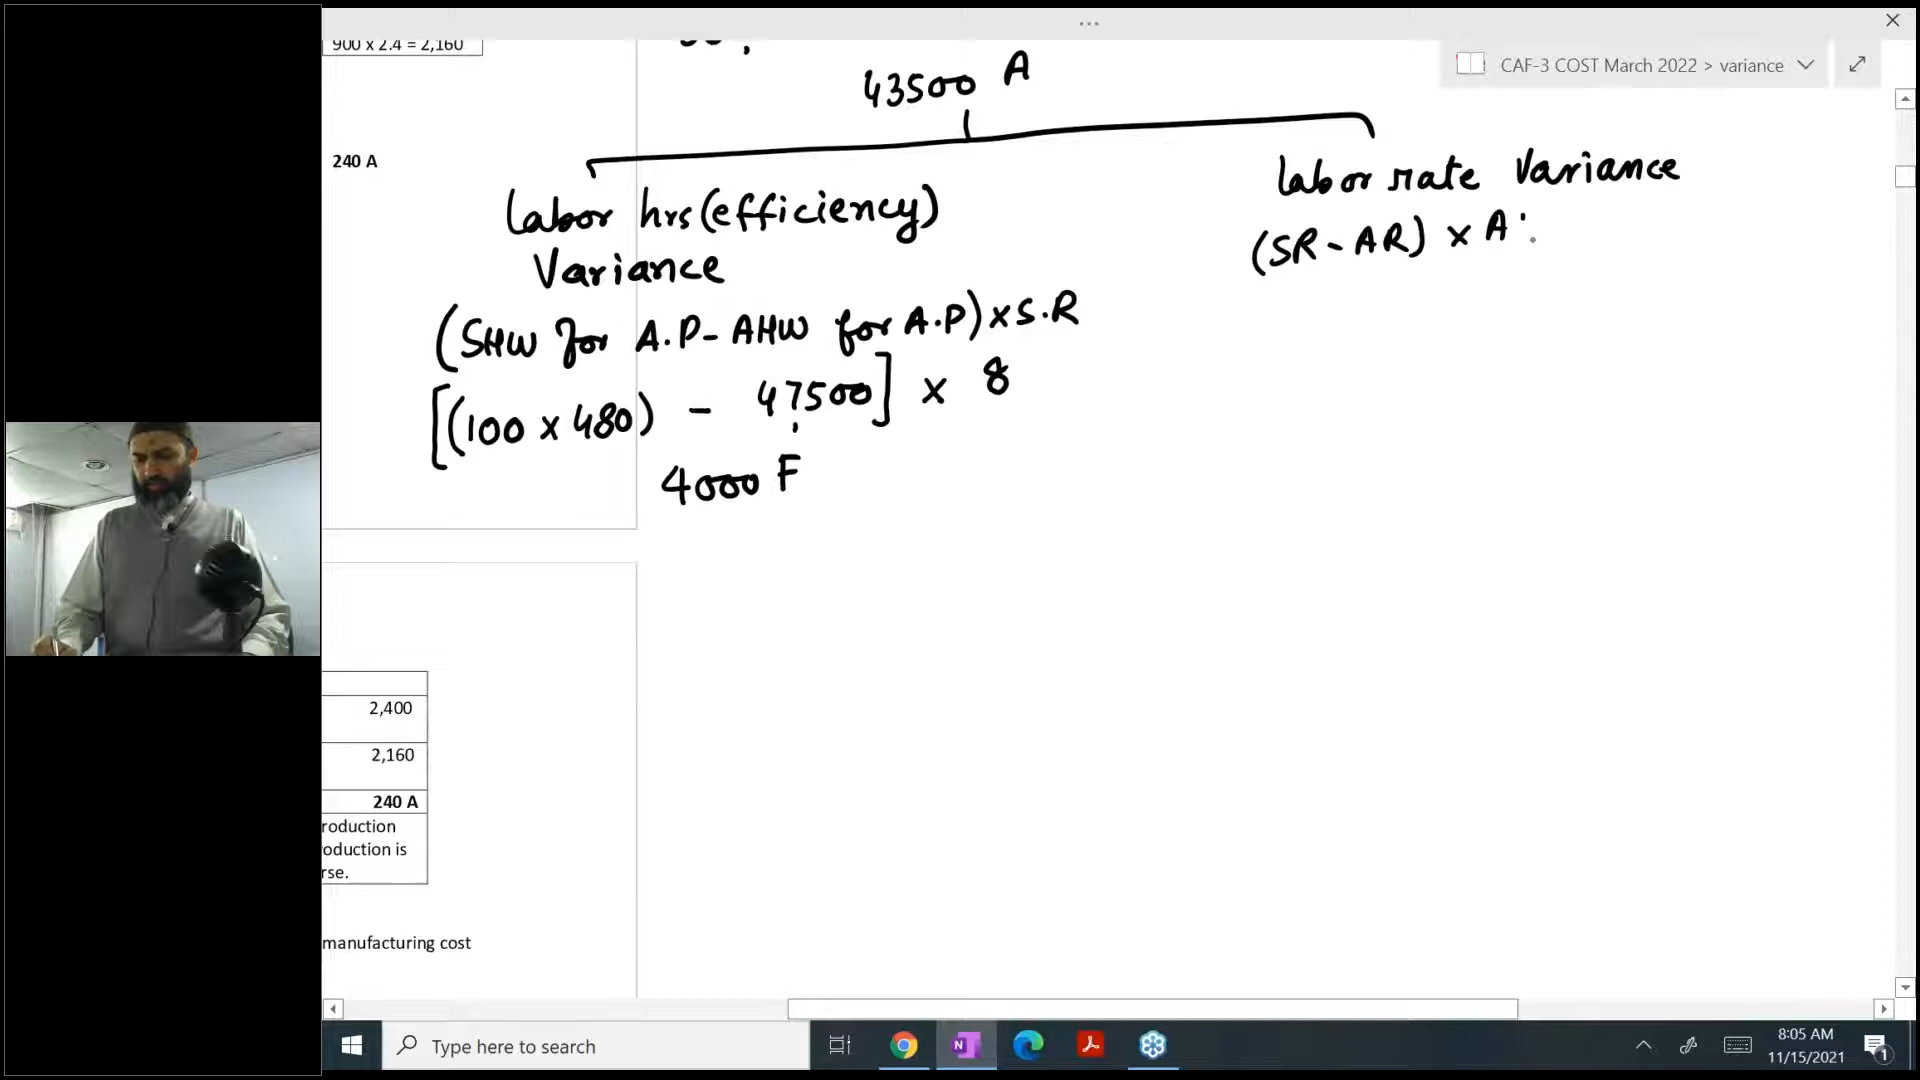 900 x 2.4 = 2,160
CAF-3 COST March 2022 > variance
43500 A
240 A
Labor hrs (efficiency)
Variance
Labor rate Variance
(SR - AR) x A
(SHW for A.P - AHW for A.P) x S.R
[(100 x 480) - 47500] x 8
4000 F
2,400
2,160
240 A
roduction
oduction is
rse.
manufacturing cost
Type here to search
8:05 AM
11/15/2021
1